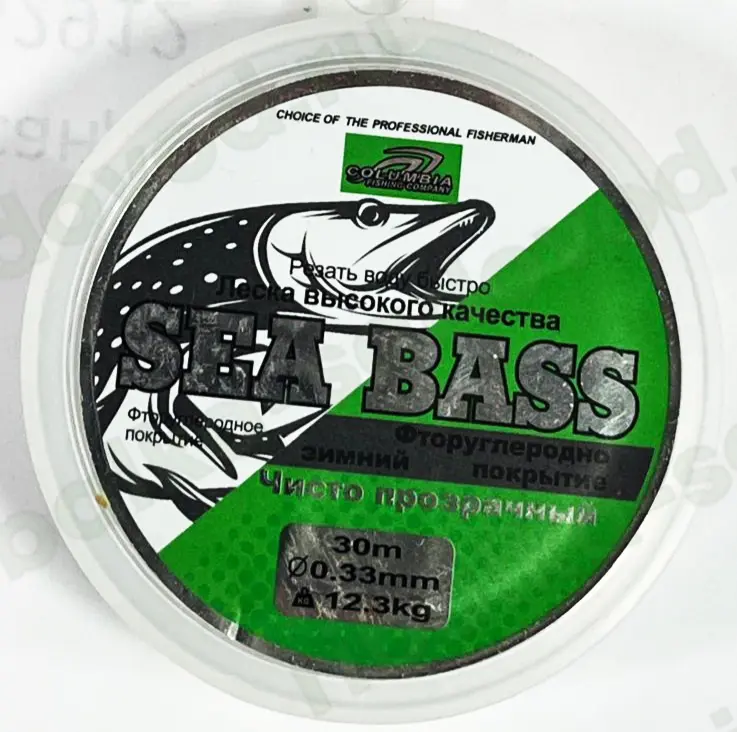 CHOICE OF THE PROFESSIONAL FISHERMAN
COLUMBIA
FISHING COMPANY
Резать воду быстро
Леска высокого качества
SEA BASS
Фторуглеродное
покрытие
Фторуглеродно
зимний покрытие
Чисто прозрачный
30m
Ø0.33mm
KG 12.3kg